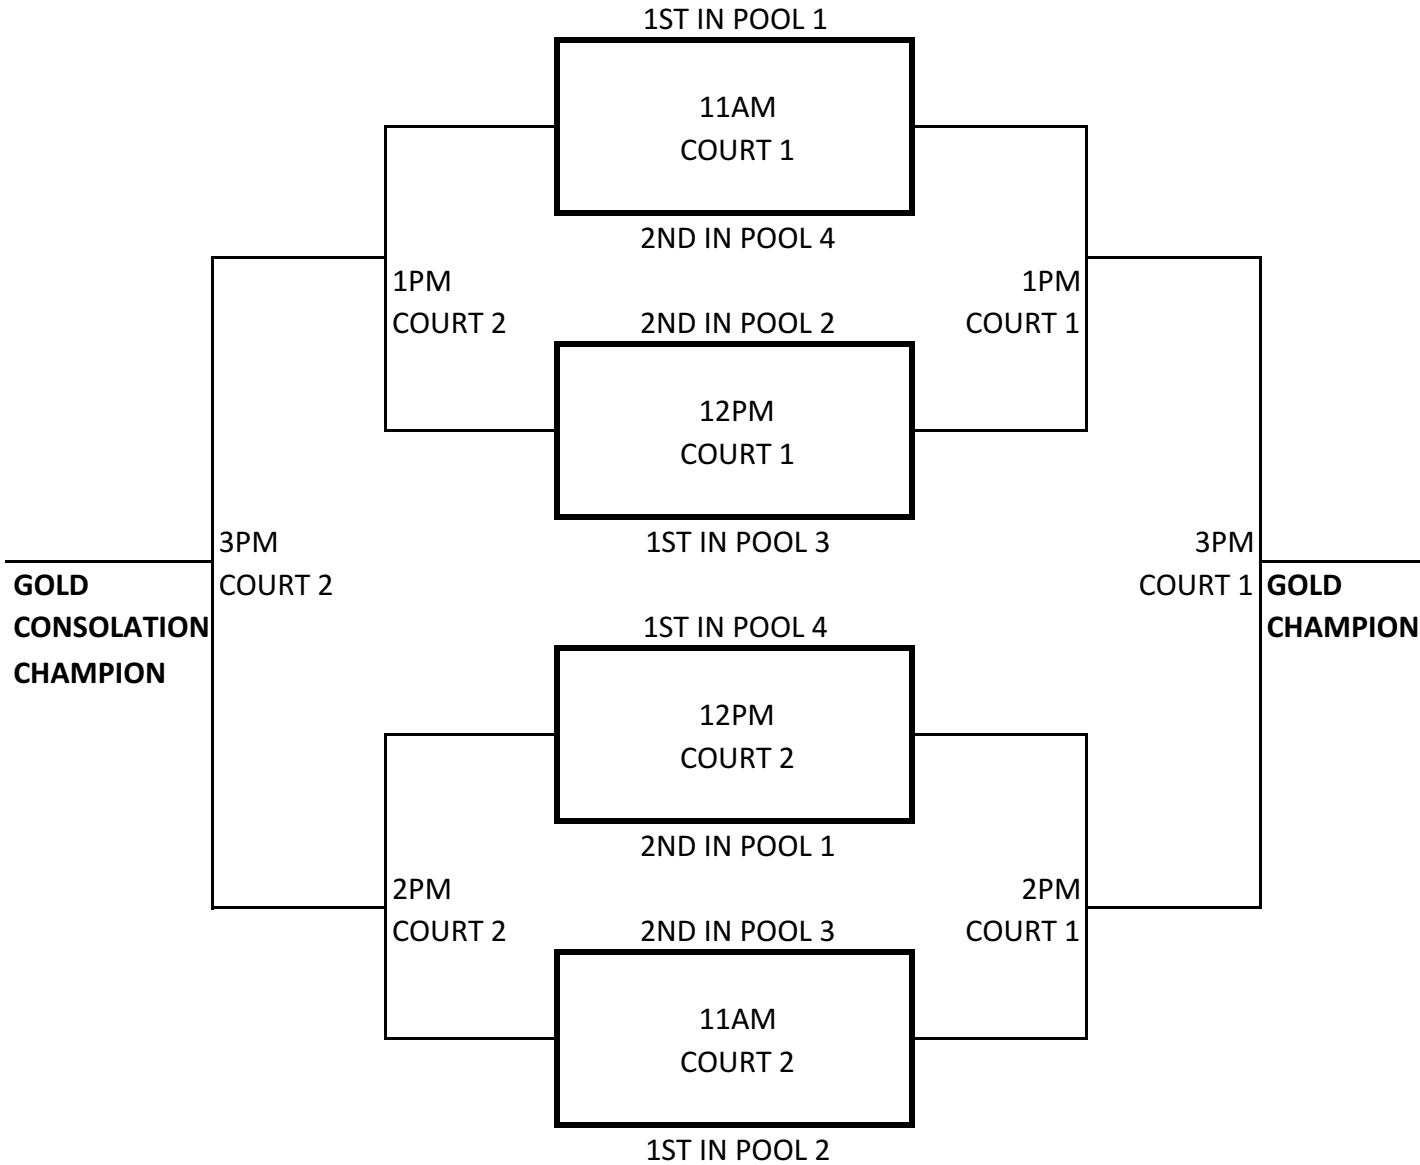 1ST IN POOL 1
11AM
COURT 1
2ND IN POOL 4
1PM
COURT 2
1PM
COURT 1
2ND IN POOL 2
12PM
COURT 1
1ST IN POOL 3
3PM
COURT 2
GOLD
CONSOLATION
CHAMPION
3PM
COURT 1
GOLD
CHAMPION
1ST IN POOL 4
12PM
COURT 2
2ND IN POOL 1
2PM
COURT 2
2PM
COURT 1
2ND IN POOL 3
11AM
COURT 2
1ST IN POOL 2